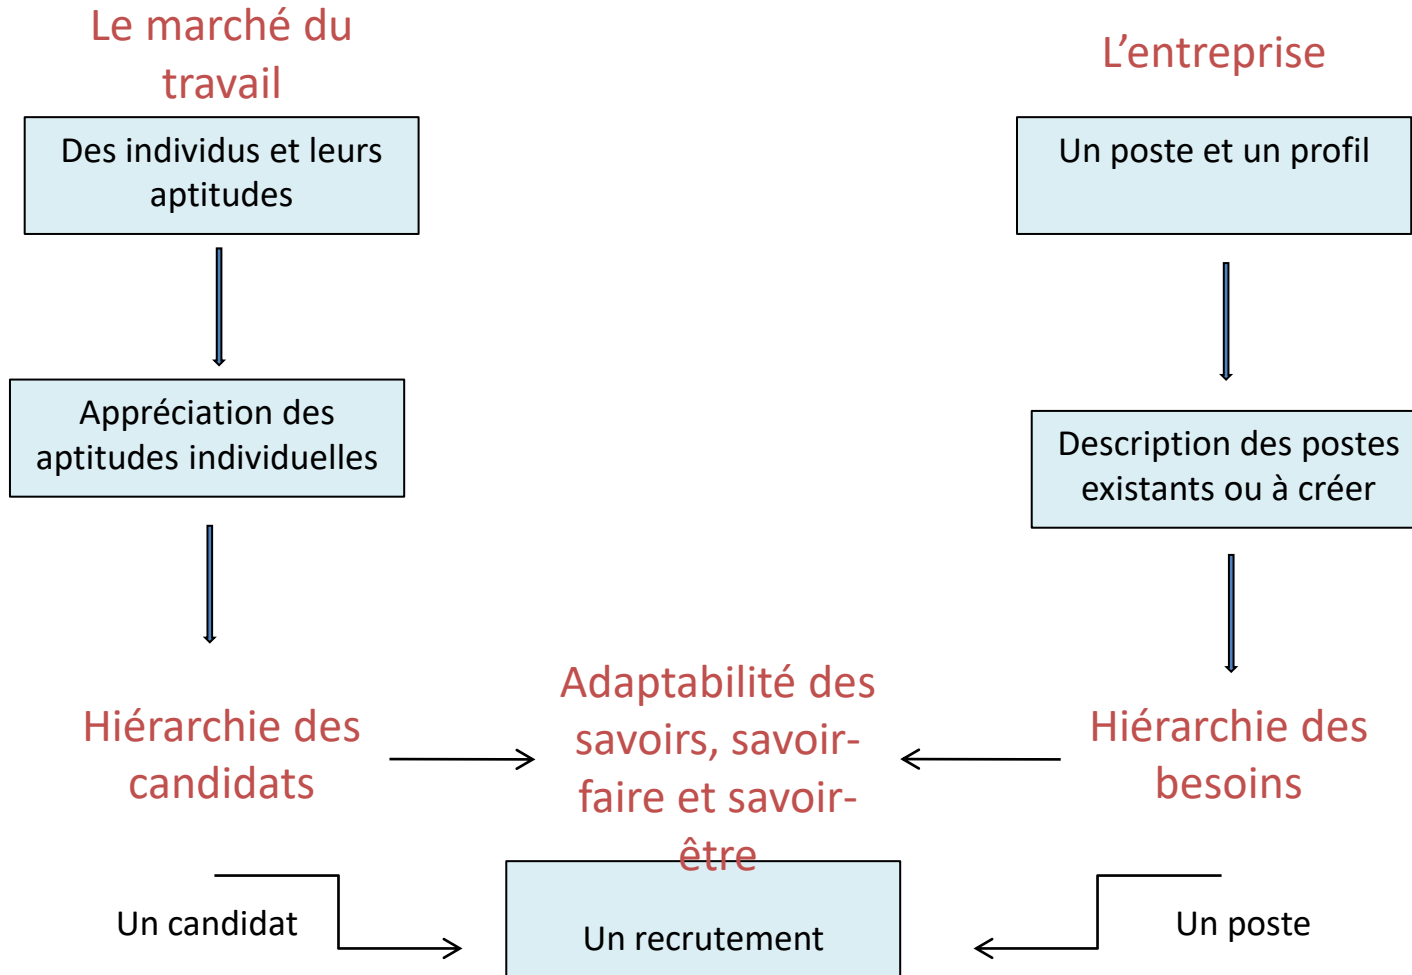 Le marché du
travail
L’entreprise
Des individus et leurs
aptitudes
Un poste et un profil
Appréciation des
aptitudes individuelles
Description des postes
existants ou à créer
Hiérarchie des
candidats
Adaptabilité des
savoirs, savoir-
faire et savoir-
être
Hiérarchie des
besoins
Un candidat
Un recrutement
Un poste